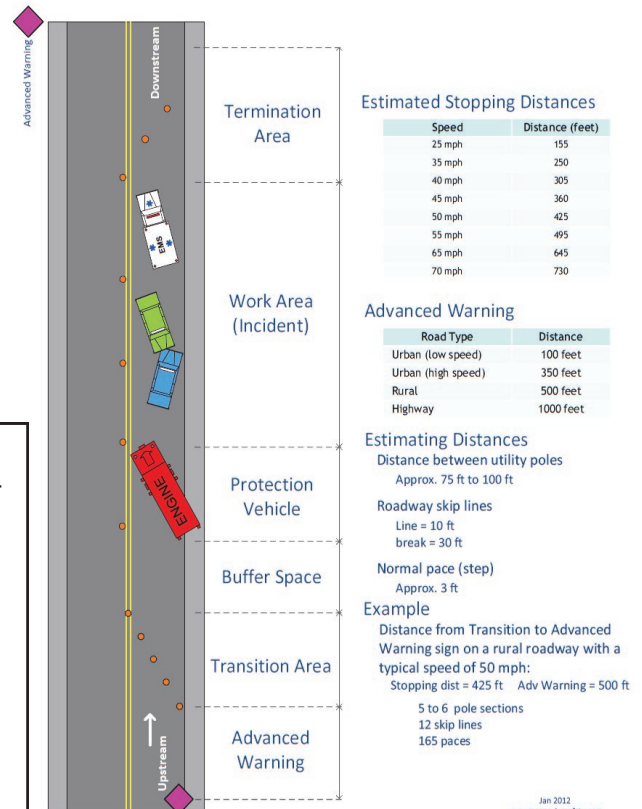 Advanced Warning
Downstream
Termination
Area
EMS
Work Area
(Incident)
ENGINE
Protection
Vehicle
Buffer Space
Transition Area
Upstream
Advanced
Warning
Estimated Stopping Distances
Speed Distance (feet)
25 mph 155
35 mph 250
40 mph 305
45 mph 360
50 mph 425
55 mph 495
65 mph 645
70 mph 730
Advanced Warning
Road Type Distance
Urban (low speed) 100 feet
Urban (high speed) 350 feet
Rural 500 feet
Highway 1000 feet
Estimating Distances
Distance between utility poles
Approx. 75 ft to 100 ft
Roadway skip lines
Line = 10 ft
break = 30 ft
Normal pace (step)
Approx. 3 ft
Example
Distance from Transition to Advanced
Warning sign on a rural roadway with a
typical speed of 50 mph:
Stopping dist = 425 ft Adv Warning = 500 ft
5 to 6 pole sections
12 skip lines
165 paces
Jan 2012